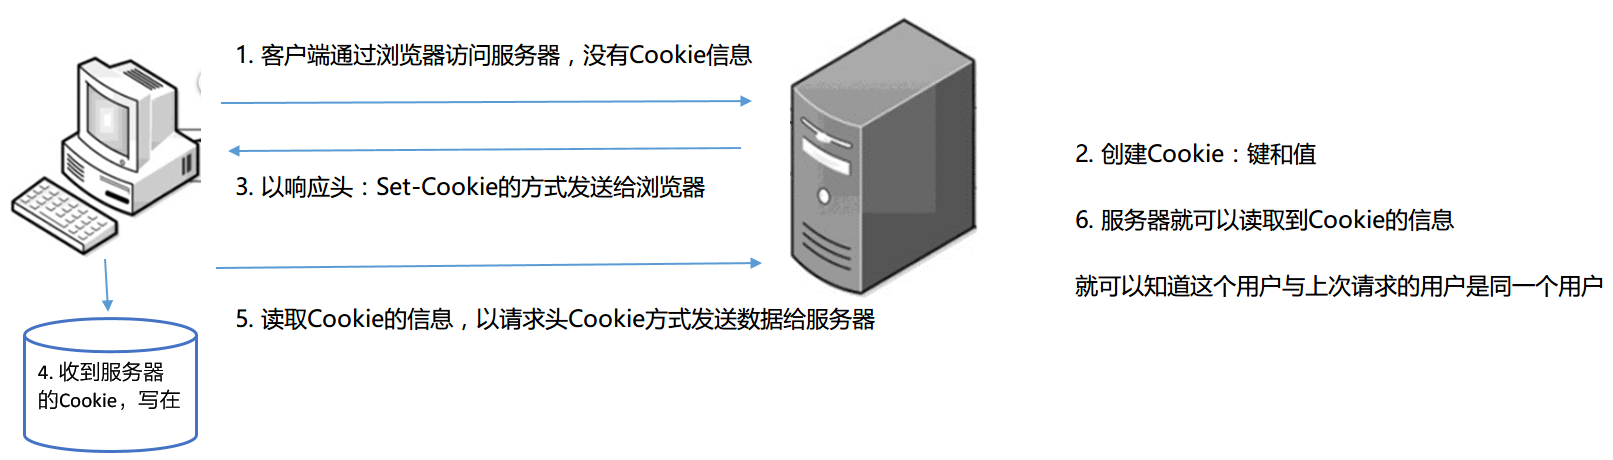 1. 客户端通过浏览器访问服务器，没有Cookie信息
2. 创建Cookie：键和值
3. 以响应头：Set-Cookie的方式发送给浏览器
6. 服务器就可以读取到Cookie的信息
就可以知道这个用户与上次请求的用户是同一个用户
5. 读取Cookie的信息，以请求头Cookie方式发送数据给服务器
4. 收到服务器
的Cookie，写在